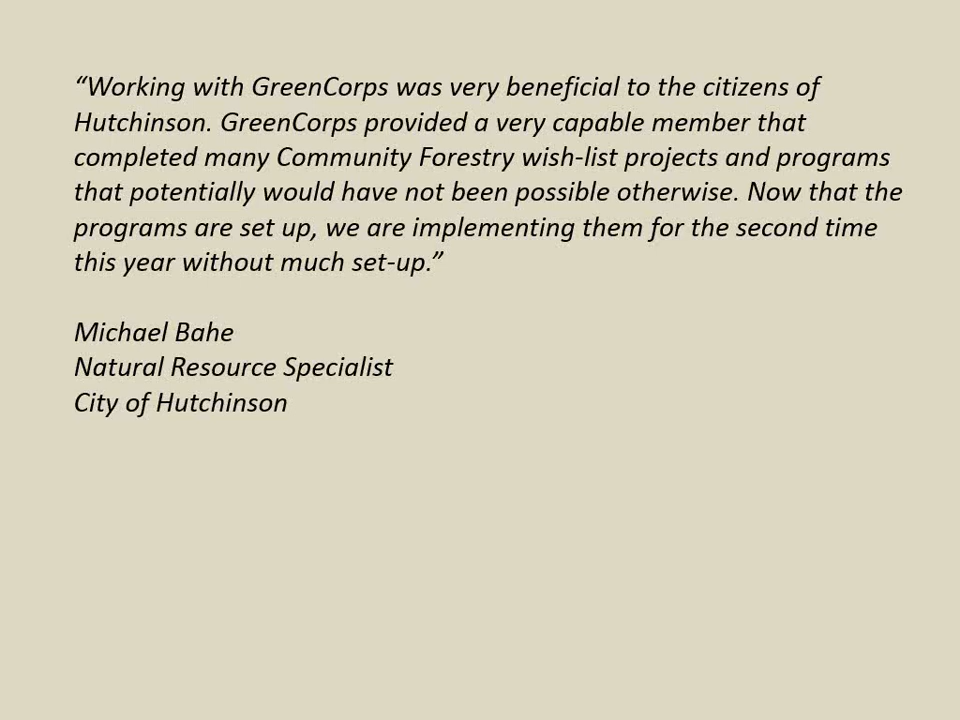 “Working with GreenCorps was very beneficial to the citizens of
Hutchinson. GreenCorps provided a very capable member that
completed many Community Forestry wish-list projects and programs
that potentially would have not been possible otherwise. Now that the
programs are set up, we are implementing them for the second time
this year without much set-up.”
Michael Bahe
Natural Resource Specialist
City of Hutchinson